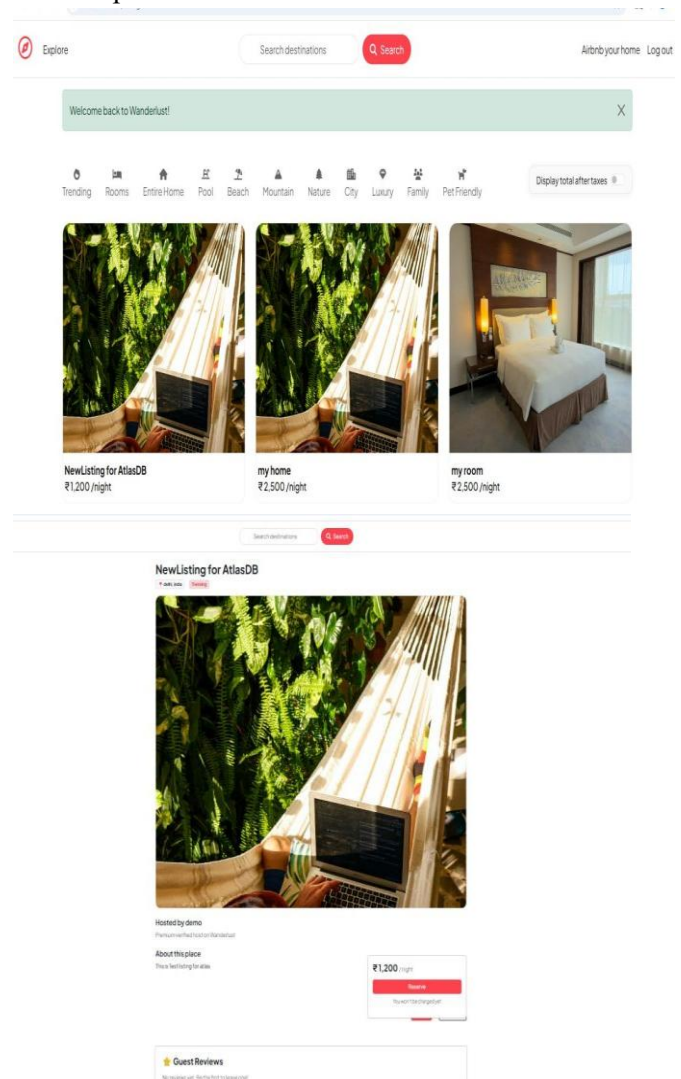 Explore Search destinations Search Airbnb your home Log out
Welcome back to Wanderlust! X
Trending Rooms Entire Home Pool Beach Mountain Nature City Luxury Family Pet Friendly Display total after taxes
NewListing for AtlasDB my home my room
₹1,200 /night ₹2,500 /night ₹2,500 /night
Search destinations Search
NewListing for AtlasDB
delhi, india Trending
Hosted by demo
Premium verified host on Wanderlust
About this place
This is Test listing for atlas
₹1,200 /night
Reserve
You won't be charged yet
Guest Reviews